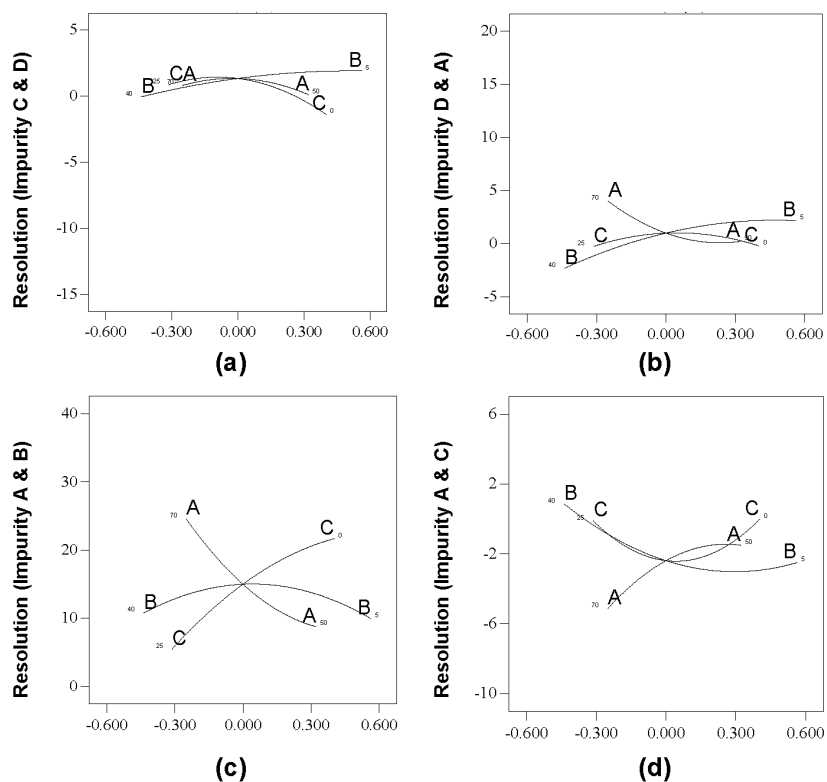 Resolution (Impurity C & D)
5
0
-5
-10
-15
25
C A
B
40
A
50
C
0
B
5
-0.600 -0.300 0.000 0.300 0.600
(a)
Resolution (Impurity D & A)
20
15
10
5
0
-5
70
A
25
C
B
40
A
C
0
B
5
-0.600 -0.300 0.000 0.300 0.600
(b)
Resolution (Impurity A & B)
40
30
20
10
0
70
A
B
40
C
25
C
0
A
50
B
5
-0.600 -0.300 0.000 0.300 0.600
(c)
Resolution (Impurity A & C)
6
2
-2
-6
-10
40
B
25
C
70
A
C
0
A
50
B
5
-0.600 -0.300 0.000 0.300 0.600
(d)